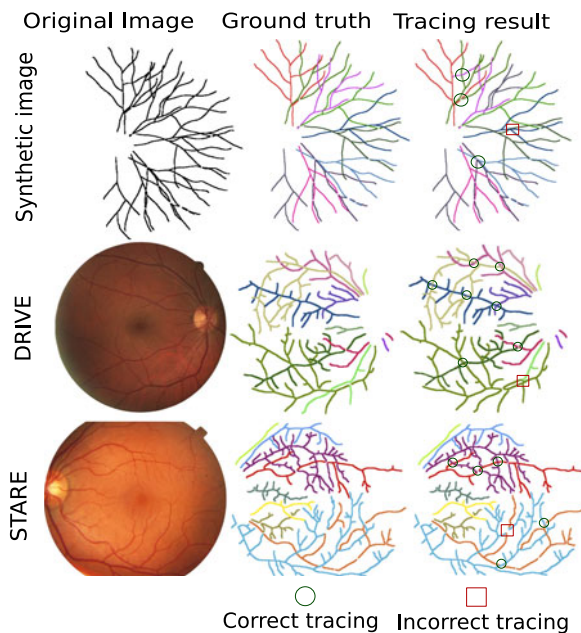 Original Image Ground truth Tracing result
Synthetic image
DRIVE
STARE
Correct tracing Incorrect tracing